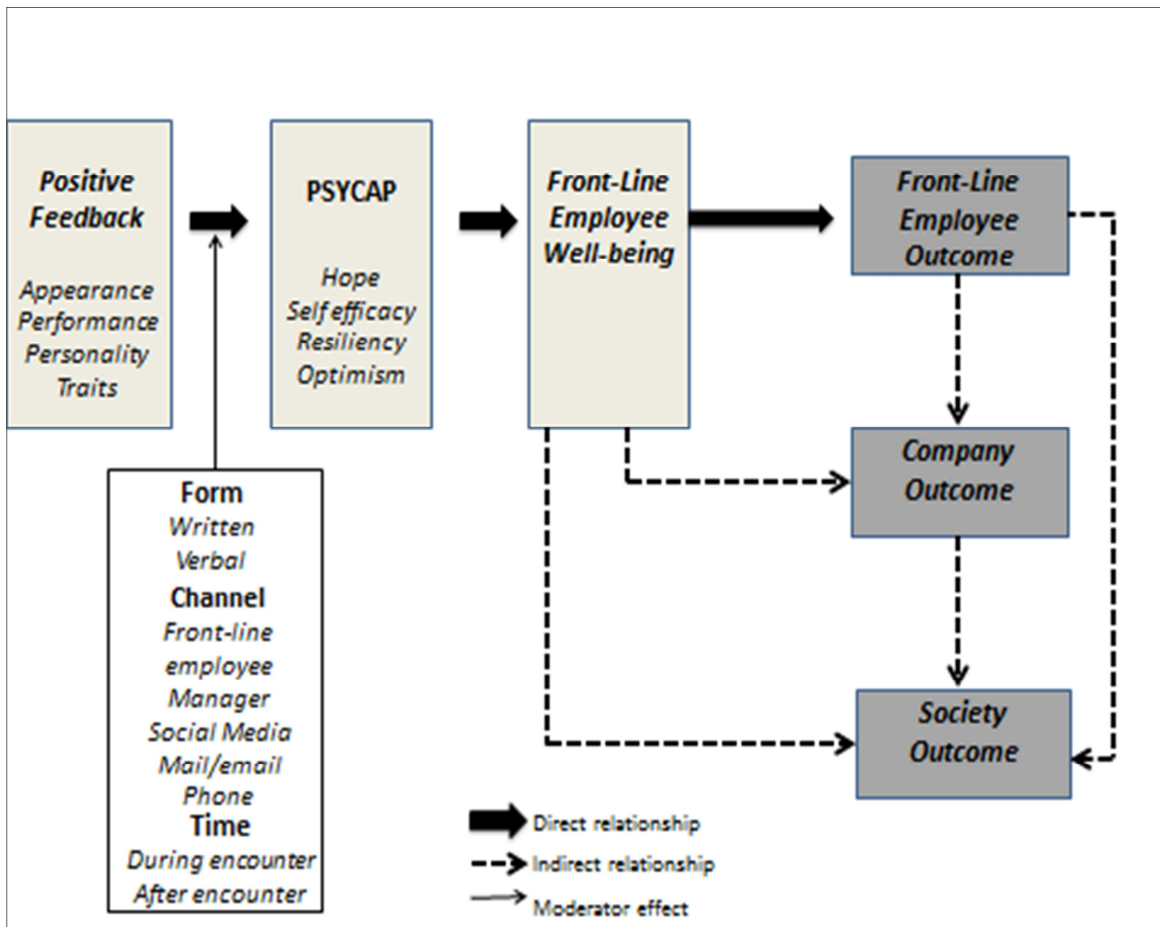 Positive
Feedback
Appearance
Performance
Personality
Traits
PSYCAP
Hope
Self efficacy
Resiliency
Optimism
Front-Line
Employee
Well-being
Front-Line
Employee
Outcome
Company
Outcome
Society
Outcome
Form
Written
Verbal
Channel
Front-line
employee
Manager
Social Media
Mail/email
Phone
Time
During encounter
After encounter
Direct relationship
Indirect relationship
Moderator effect